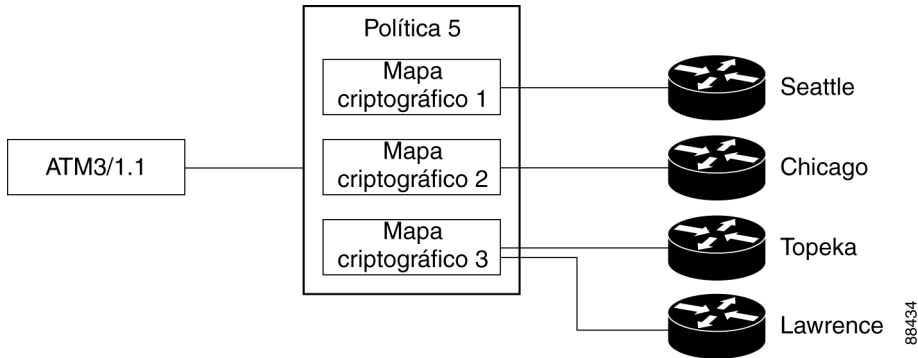 Política 5
Mapa
criptográfico 1
Seattle
ATM3/1.1
Mapa
criptográfico 2
Chicago
Mapa
criptográfico 3
Topeka
Lawrence
88434